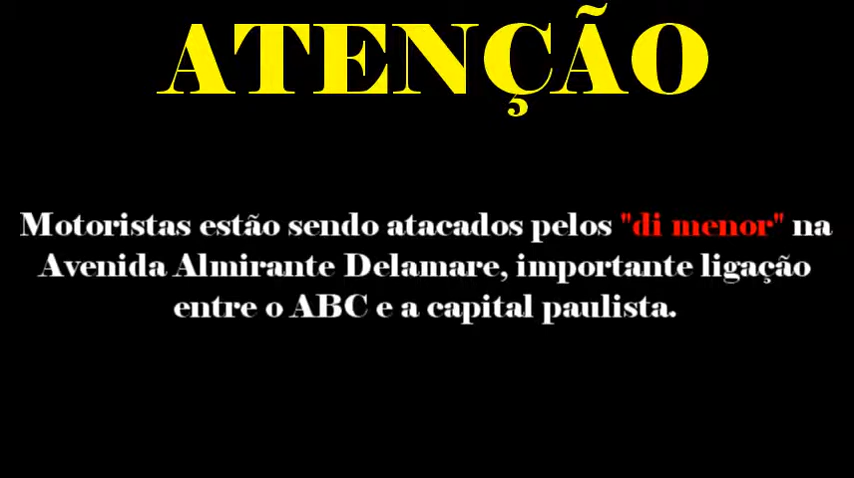 ATENÇÃO
Motoristas estão sendo atacados pelos "di menor" na
Avenida Almirante Delamare, importante ligação
entre o ABC e a capital paulista.